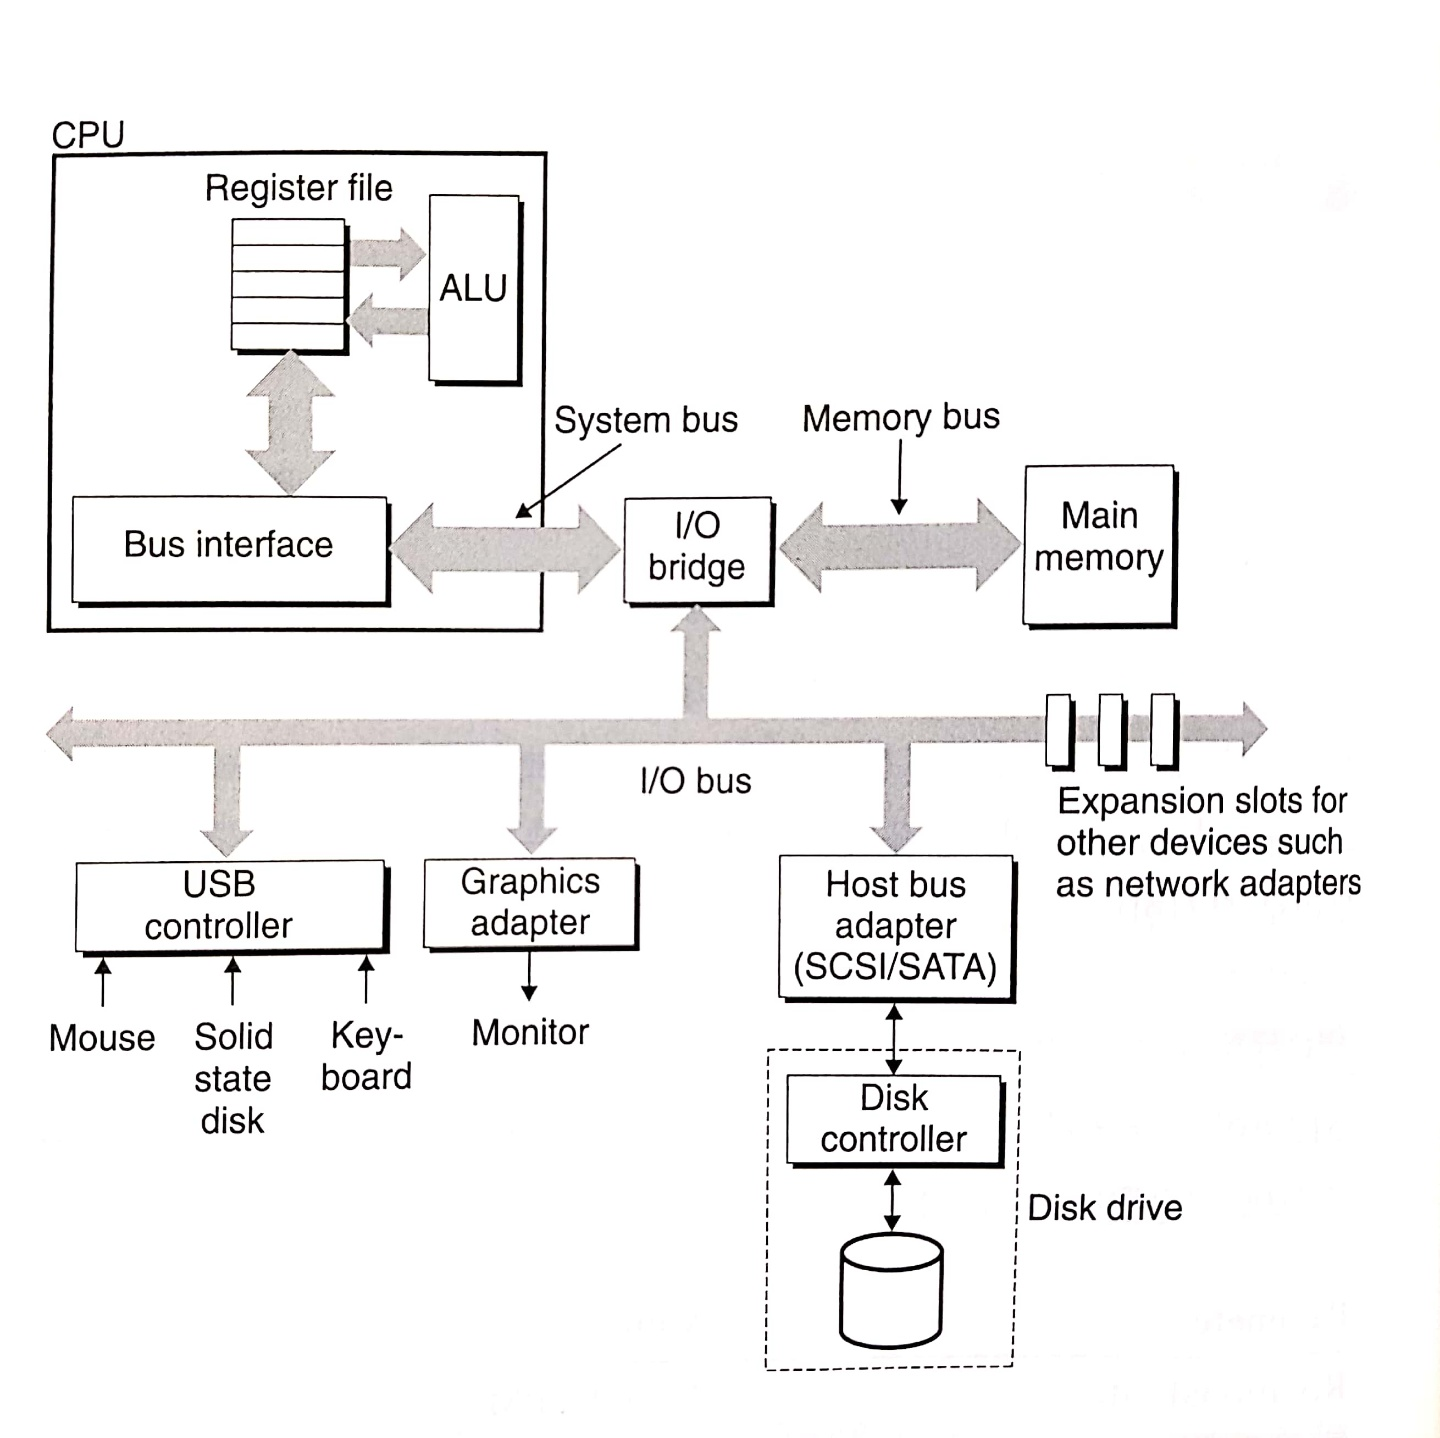 CPU
Register file
ALU
System bus
Memory bus
Bus interface
I/O
bridge
Main
memory
I/O bus
Expansion slots for
other devices such
as network adapters
USB
controller
Graphics
adapter
Host bus
adapter
(SCSI/SATA)
Mouse
Solid
state
disk
Key-
board
Monitor
Disk
controller
Disk drive